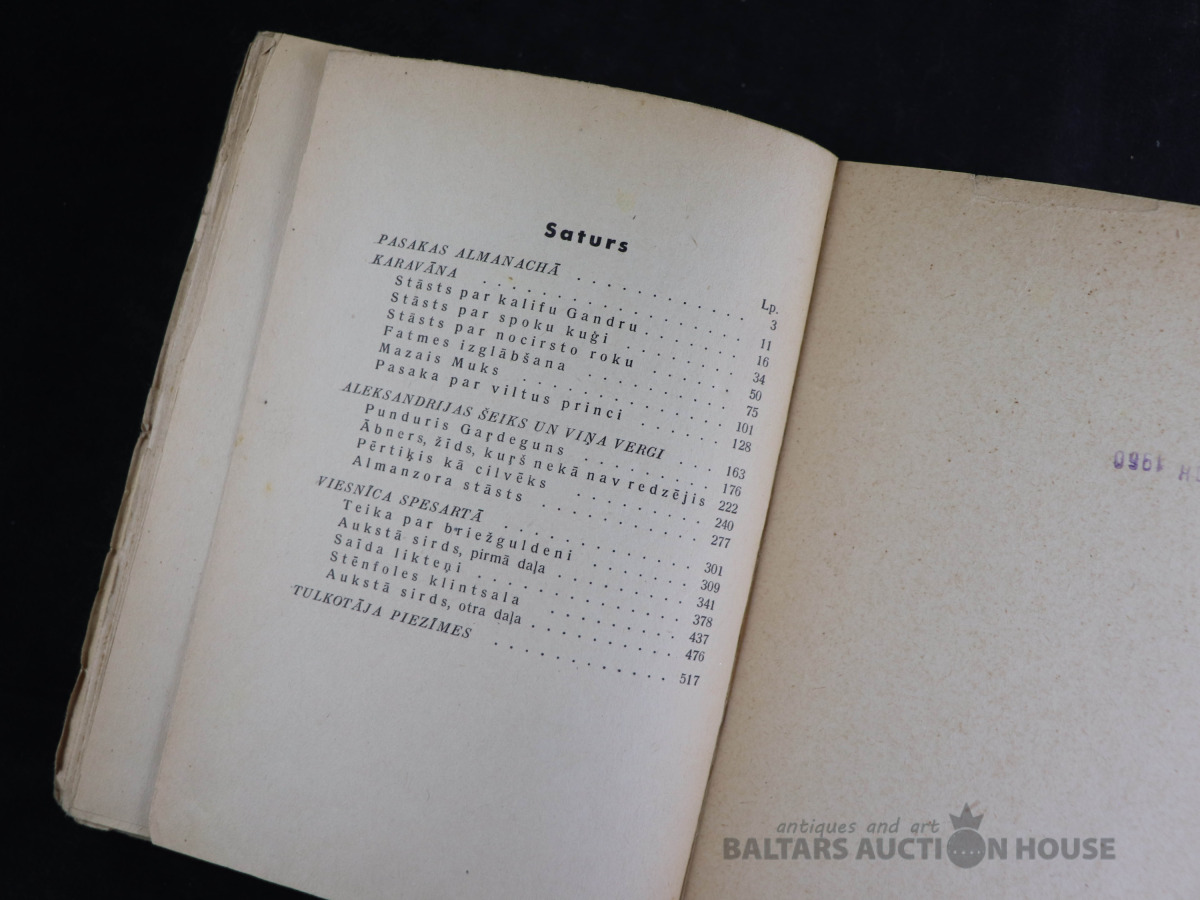 Saturs
Lp.
PASAKAS ALMANACHĀ . . . . . . . . . . 3
KARAVĀNA . . . . . . . . . . . . . . 11
Stāsts par kalifu Gandru . . . . . . 16
Stāsts par spoku kuģi . . . . . . . 34
Stāsts par nocirsto roku . . . . . . 50
Fatmes izglābšana . . . . . . . . . 75
Mazais Muks . . . . . . . . . . . . 101
Pasaka par viltus princi . . . . . . 128
ALEKSANDRIJAS ŠEIKS UN VIŅA VERGI . . . 163
Punduris Gaŗdeguns . . . . . . . . 176
Ābners, žīds, kuŗš nekā nav redzējis 222
Pērtiķis kā cilvēks . . . . . . . . 240
Almanzora stāsts . . . . . . . . . 277
VIESNĪCA SPESARTĀ . . . . . . . . . . 301
Teika par briežguldeni . . . . . . . 309
Aukstā sirds, pirmā daļa . . . . . . 341
Saīda likteņi . . . . . . . . . . . 378
Stēnfoles klintsala . . . . . . . . 437
Aukstā sirds, otra daļa . . . . . . . 476
TULKOTĀJA PIEZĪMES . . . . . . . . . . 517
antiques and art
BALTARS AUCTION HOUSE